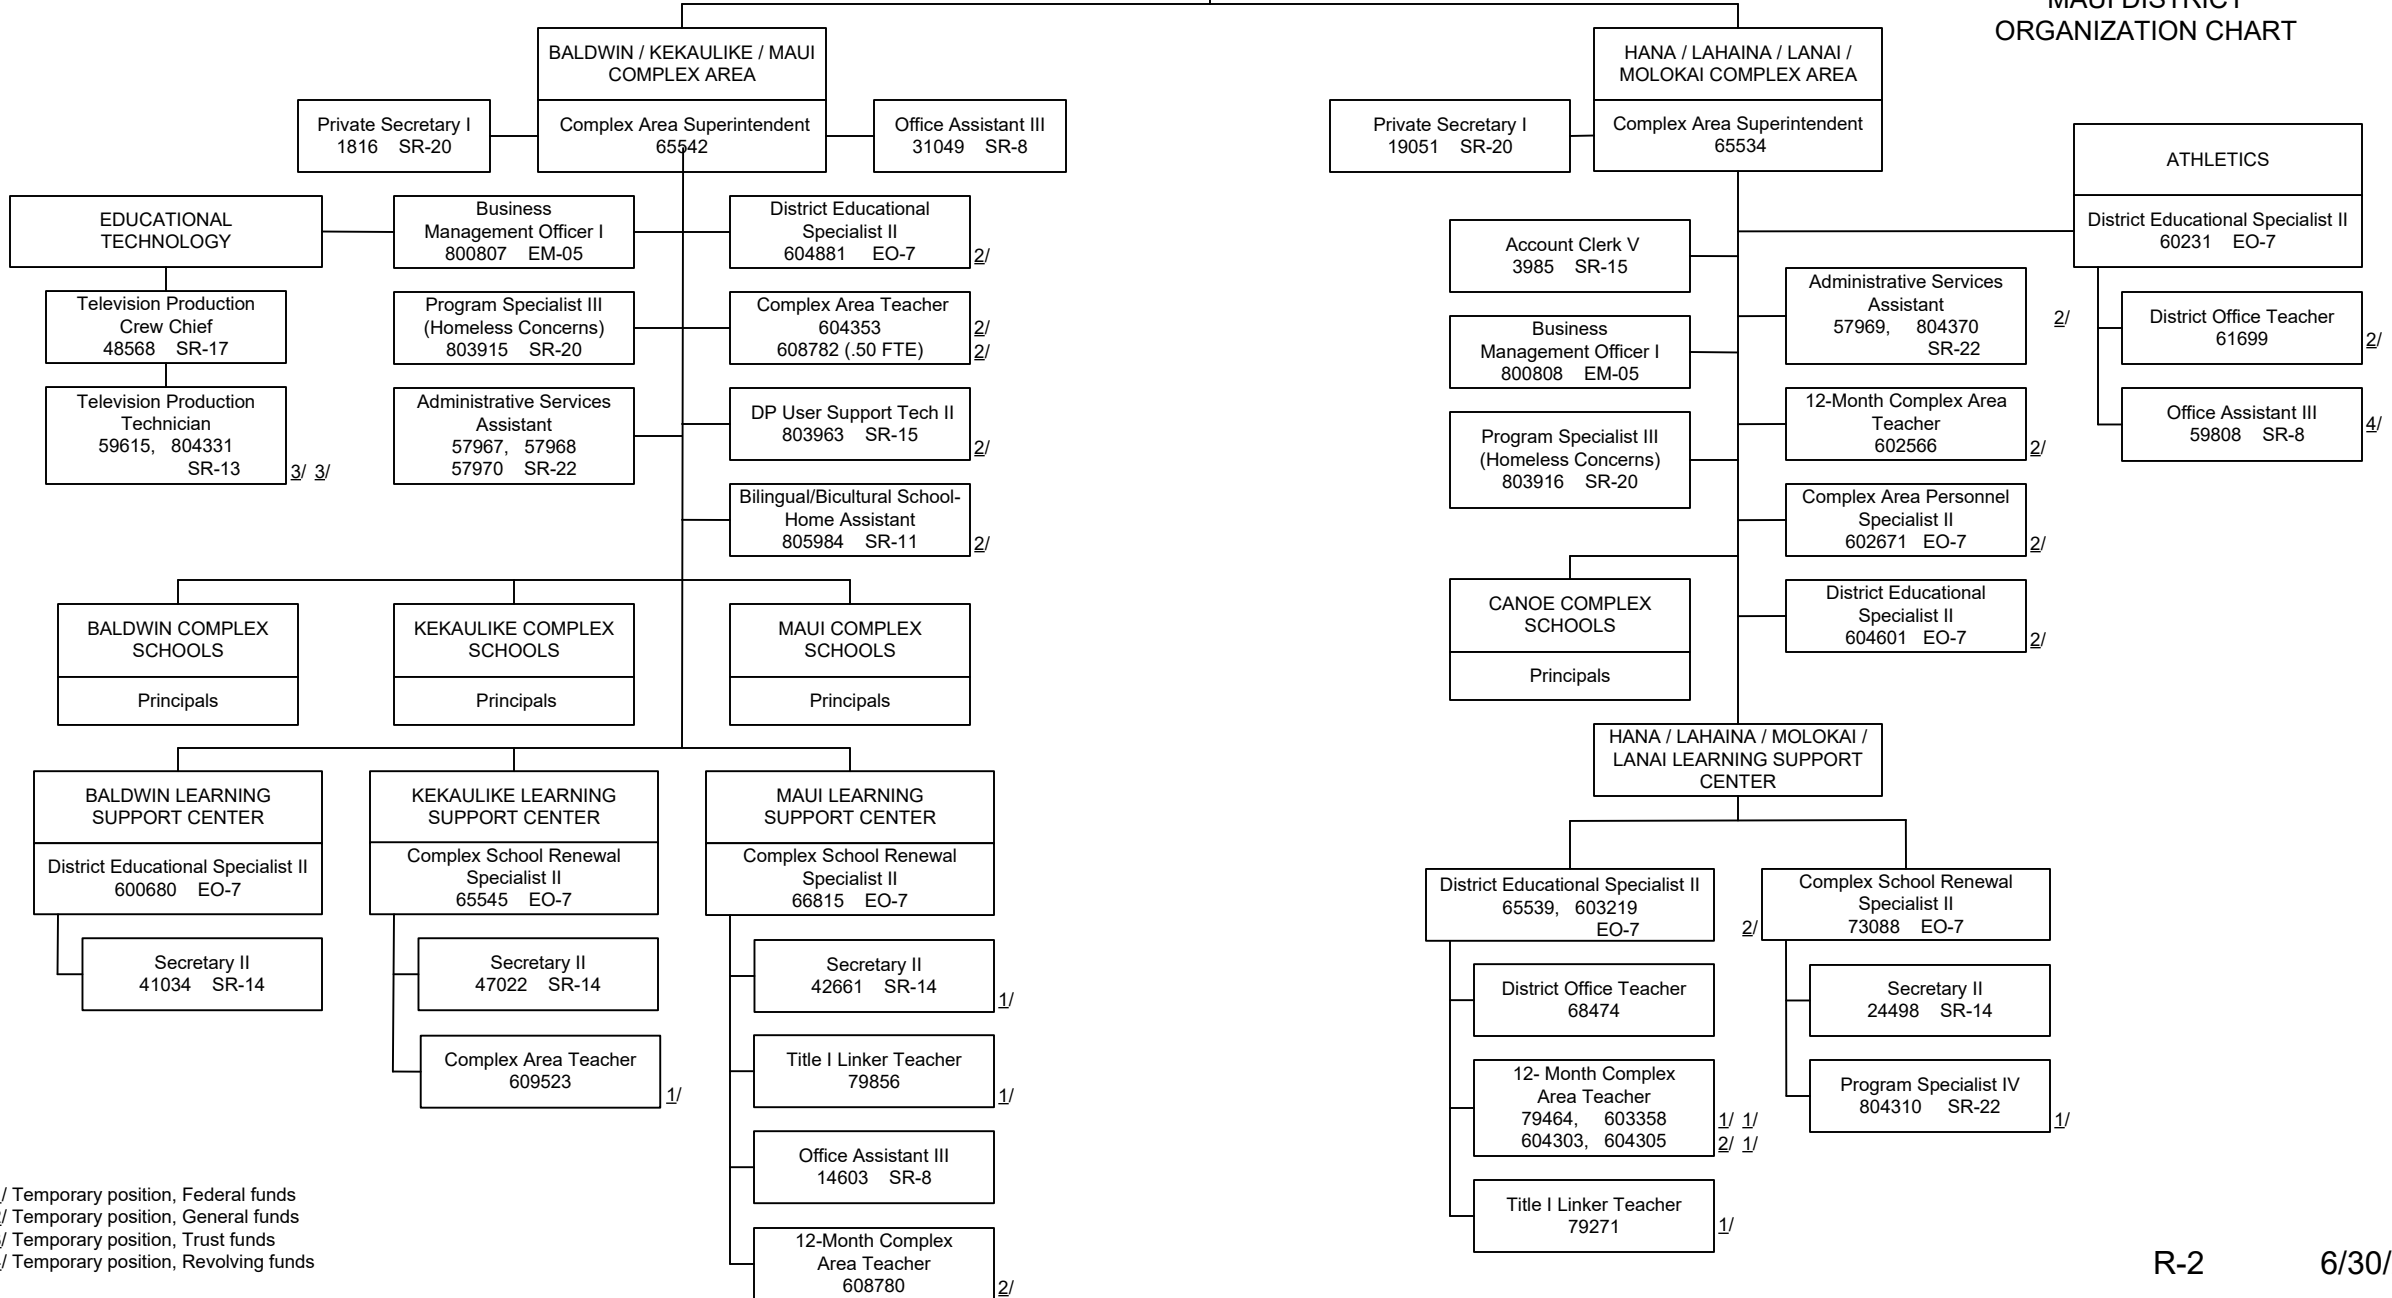 MAUI DISTRICT
ORGANIZATION CHART
BALDWIN / KEKAULIKE / MAUI
COMPLEX AREA
Complex Area Superintendent
65542
Private Secretary I
1816 SR-20
Office Assistant III
31049 SR-8
EDUCATIONAL
TECHNOLOGY
Television Production
Crew Chief
48568 SR-17
Television Production
Technician
59615, 804331
SR-13
3/ 3/
Business
Management Officer I
800807 EM-05
Program Specialist III
(Homeless Concerns)
803915 SR-20
Administrative Services
Assistant
57967, 57968
57970 SR-22
District Educational
Specialist II
604881 EO-7
2/
Complex Area Teacher
604353
2/
608782 (.50 FTE)
2/
DP User Support Tech II
803963 SR-15
2/
Bilingual/Bicultural School-
Home Assistant
805984 SR-11
2/
BALDWIN COMPLEX
SCHOOLS
Principals
KEKAULIKE COMPLEX
SCHOOLS
Principals
MAUI COMPLEX
SCHOOLS
Principals
BALDWIN LEARNING
SUPPORT CENTER
District Educational Specialist II
600680 EO-7
Secretary II
41034 SR-14
KEKAULIKE LEARNING
SUPPORT CENTER
Complex School Renewal
Specialist II
65545 EO-7
Secretary II
47022 SR-14
Complex Area Teacher
609523
1/
MAUI LEARNING
SUPPORT CENTER
Complex School Renewal
Specialist II
66815 EO-7
Secretary II
42661 SR-14
1/
Title I Linker Teacher
79856
1/
Office Assistant III
14603 SR-8
12-Month Complex
Area Teacher
608780
2/
HANA / LAHAINA / LANAI /
MOLOKAI COMPLEX AREA
Complex Area Superintendent
65534
Private Secretary I
19051 SR-20
Account Clerk V
3985 SR-15
Business
Management Officer I
800808 EM-05
Program Specialist III
(Homeless Concerns)
803916 SR-20
ATHLETICS
District Educational Specialist II
60231 EO-7
District Office Teacher
61699
2/
Office Assistant III
59808 SR-8
4/
Administrative Services
Assistant
57969, 804370
SR-22
2/
12-Month Complex Area
Teacher
602566
2/
Complex Area Personnel
Specialist II
602671 EO-7
2/
District Educational
Specialist II
604601 EO-7
2/
CANOE COMPLEX
SCHOOLS
Principals
HANA / LAHAINA / MOLOKAI /
LANAI LEARNING SUPPORT
CENTER
District Educational Specialist II
65539, 603219
EO-7
2/
District Office Teacher
68474
12- Month Complex
Area Teacher
79464, 603358
1/ 1/
604303, 604305
2/ 1/
Title I Linker Teacher
79271
1/
Complex School Renewal
Specialist II
73088 EO-7
Secretary II
24498 SR-14
Program Specialist IV
804310 SR-22
1/
/ Temporary position, Federal funds
/ Temporary position, General funds
/ Temporary position, Trust funds
/ Temporary position, Revolving funds
R-2 6/30/